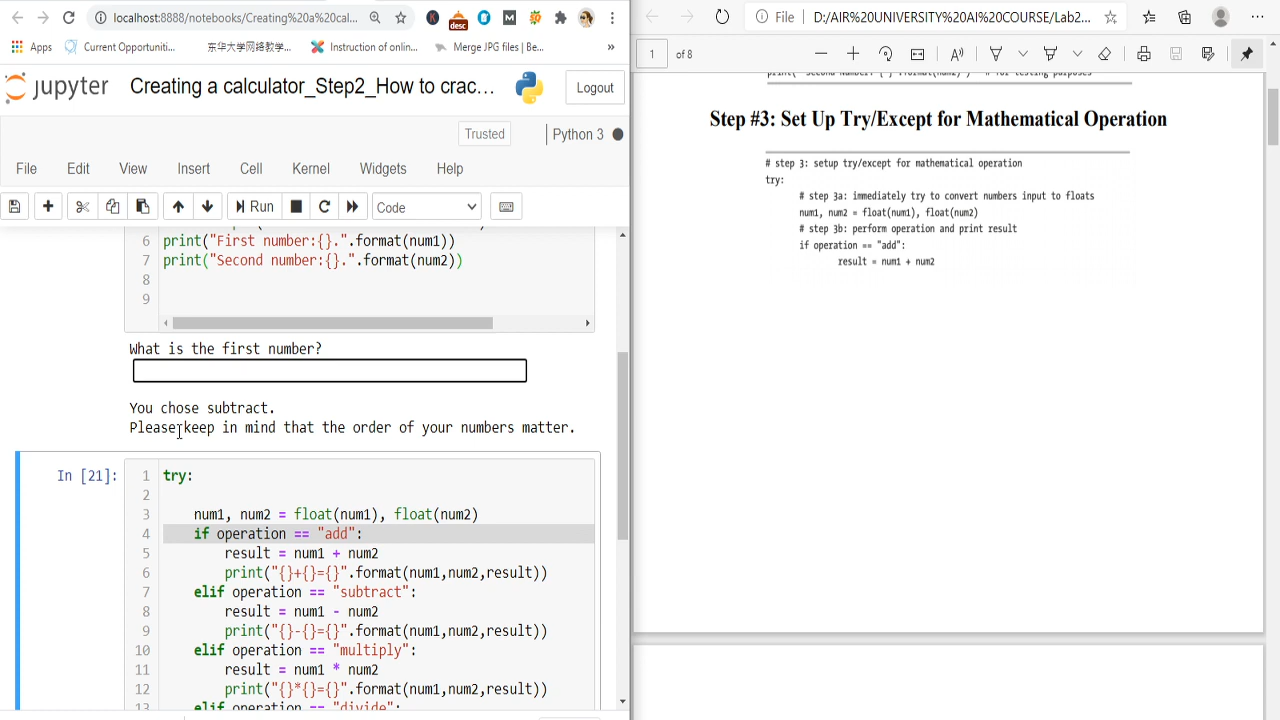 localhost:8888/notebooks/Creating%20a%20cal...
desc
Apps
Current Opportuniti...
东华大学网络教学...
Instruction of onlin...
Merge JPG files | Be...
»
jupyter
Creating a calculator_Step2_How to crac...
Logout
Trusted
Python 3
File Edit View Insert Cell Kernel Widgets Help
Run
Code
6 print("First number:{}.".format(num1))
7 print("Second number:{}.".format(num2))
8
9
What is the first number?
You chose subtract.
Please keep in mind that the order of your numbers matter.
In [21]:
1 try:
2
3 num1, num2 = float(num1), float(num2)
4 if operation == "add":
5 result = num1 + num2
6 print("{}+{}={}".format(num1,num2,result))
7 elif operation == "subtract":
8 result = num1 - num2
9 print("{}-{}={}".format(num1,num2,result))
10 elif operation == "multiply":
11 result = num1 * num2
12 print("{}*{}={}".format(num1,num2,result))
13 elif operation == "divide":
File D:/AIR%20UNIVERSITY%20AI%20COURSE/Lab2...
1 of 8
Step #3: Set Up Try/Except for Mathematical Operation
# step 3: setup try/except for mathematical operation
try:
# step 3a: immediately try to convert numbers input to floats
num1, num2 = float(num1), float(num2)
# step 3b: perform operation and print result
if operation == "add":
result = num1 + num2